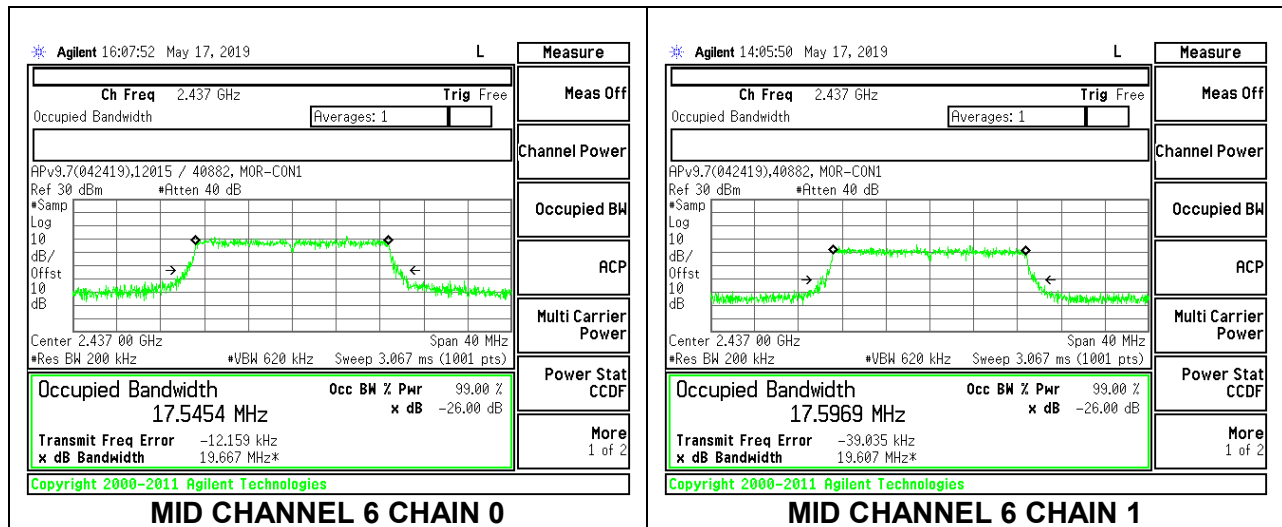 Agilent 16:07:52 May 17, 2019 L
Measure
Ch Freq 2.437 GHz Trig Free
Occupied Bandwidth Averages: 1
APv9.7(042419),12015 / 40882, MOR-CON1
Ref 30 dBm #Atten 40 dB
#Samp
Log
10
dB/
Offst
10
dB
Center 2.437 00 GHz Span 40 MHz
#Res BW 200 kHz #VBW 620 kHz Sweep 3.067 ms (1001 pts)
Occupied Bandwidth Occ BW % Pwr 99.00 %
17.5454 MHz x dB -26.00 dB
Transmit Freq Error -12.159 kHz
x dB Bandwidth 19.667 MHz*
Copyright 2000-2011 Agilent Technologies
Meas Off
Channel Power
Occupied BW
ACP
Multi Carrier
Power
Power Stat
CCDF
More
1 of 2
MID CHANNEL 6 CHAIN 0
Agilent 14:05:50 May 17, 2019 L
Measure
Ch Freq 2.437 GHz Trig Free
Occupied Bandwidth Averages: 1
APv9.7(042419),40882, MOR-CON1
Ref 30 dBm #Atten 40 dB
#Samp
Log
10
dB/
Offst
10
dB
Center 2.437 00 GHz Span 40 MHz
#Res BW 200 kHz #VBW 620 kHz Sweep 3.067 ms (1001 pts)
Occupied Bandwidth Occ BW % Pwr 99.00 %
17.5969 MHz x dB -26.00 dB
Transmit Freq Error -39.035 kHz
x dB Bandwidth 19.607 MHz*
Copyright 2000-2011 Agilent Technologies
Meas Off
Channel Power
Occupied BW
ACP
Multi Carrier
Power
Power Stat
CCDF
More
1 of 2
MID CHANNEL 6 CHAIN 1